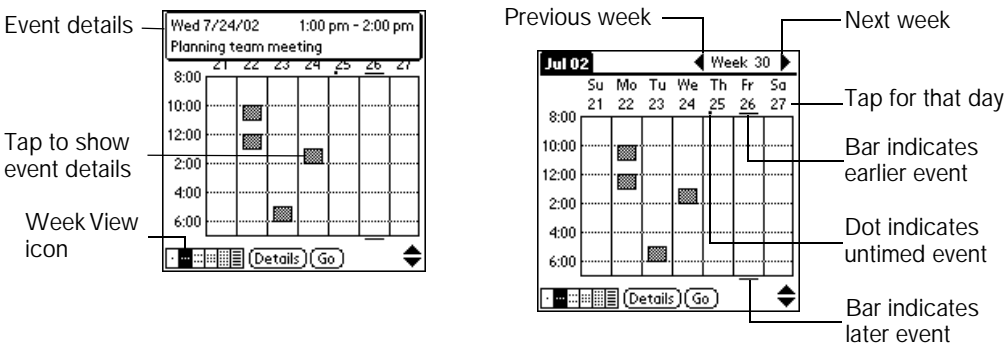 Event details
Wed 7/24/02 1:00 pm - 2:00 pm
Planning team meeting
21 22 23 24 25 26 27
8:00
10:00
12:00
2:00
4:00
6:00
Details Go
Tap to show
event details
Week View
icon
Previous week
Next week
Jul 02 Week 30
Su Mo Tu We Th Fr Sa
21 22 23 24 25 26 27
8:00
10:00
12:00
2:00
4:00
6:00
Details Go
Tap for that day
Bar indicates
earlier event
Dot indicates
untimed event
Bar indicates
later event